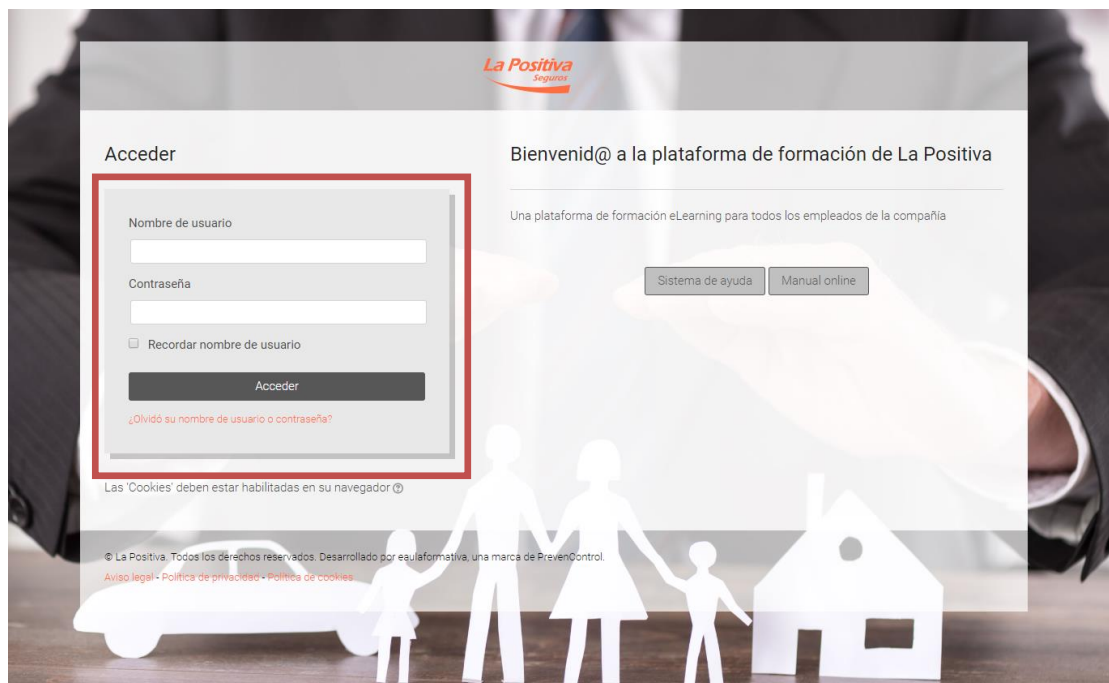 La Positiva
Seguros
Acceder
Nombre de usuario
Contraseña
Recordar nombre de usuario
Acceder
¿Olvidó su nombre de usuario o contraseña?
Las 'Cookies' deben estar habilitadas en su navegador
Bienvenid@ a la plataforma de formación de La Positiva
Una plataforma de formación eLearning para todos los empleados de la compañía
Sistema de ayuda
Manual online
© La Positiva. Todos los derechos reservados. Desarrollado por eaulaformativa, una marca de PrevenControl.
Aviso legal - Política de privacidad - Política de cookies